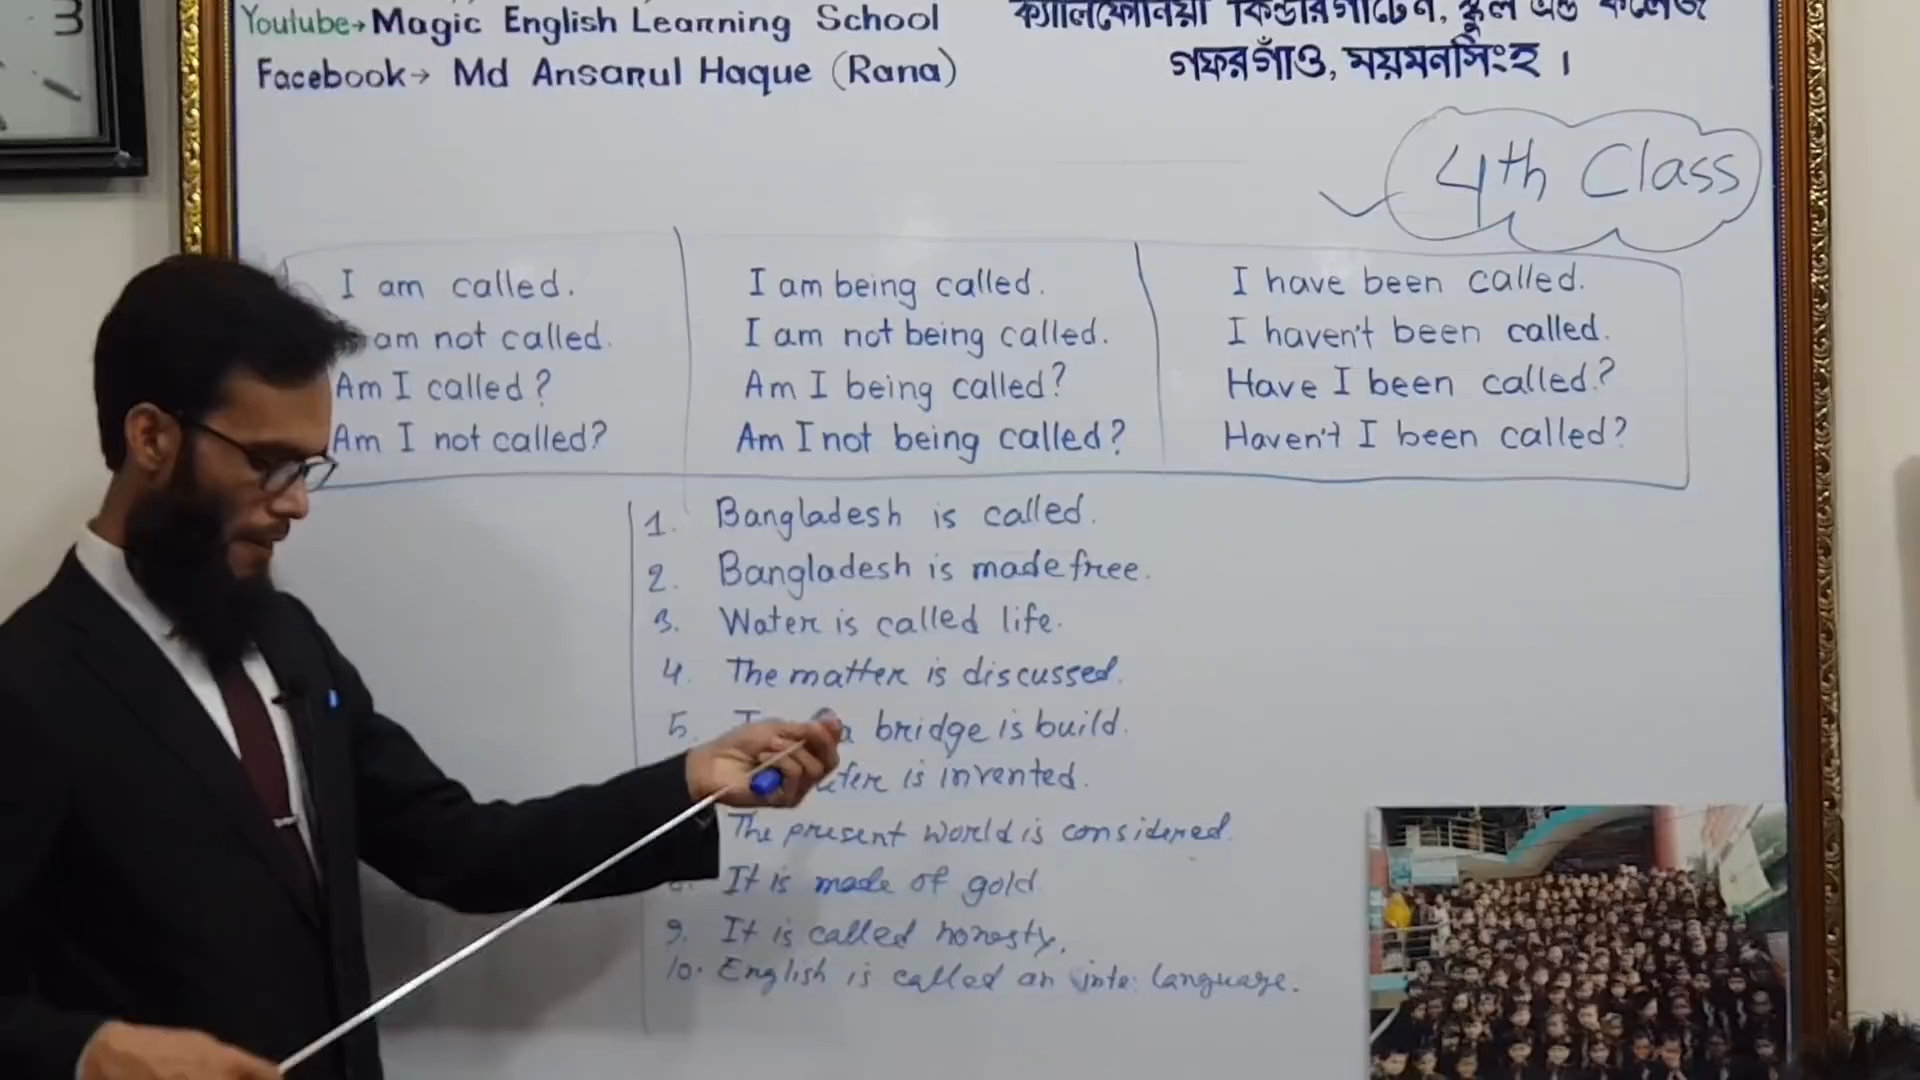 Youtube→ Magic English Learning School
Facebook→ Md Ansarul Haque (Rana)
ক্যালিফোর্নিয়া কিন্ডারগার্টেন, স্কুল এন্ড কলেজ
গফরগাঁও, ময়মনসিংহ।
4th Class
I am called.
am not called.
Am I called?
Am I not called?
I am being called.
I am not being called.
Am I being called?
Am I not being called?
I have been called.
I haven't been called.
Have I been called.?
Haven't I been called?
1. Bangladesh is called.
2. Bangladesh is made free.
3. Water is called life.
4. The matter is discussed.
5. bridge is build.
is invented.
The present world is considered.
It is made of gold
9. It is called honesty.
10. English is called an inte: language.